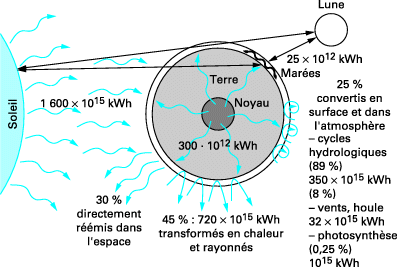 Lune
25 × 10¹² kWh
Marées
Terre
Noyau
Soleil
1 600 × 10¹⁵ kWh
300 · 10¹² kWh
30 %
directement
réémis dans
l'espace
45 % : 720 × 10¹⁵ kWh
transformés en chaleur
et rayonnés
25 %
convertis en
surface et dans
l'atmosphère
– cycles
hydrologiques
(89 %)
350 × 10¹⁵ kWh
(8 %)
– vents, houle
32 × 10¹⁵ kWh
– photosynthèse
(0,25 %)
10¹⁵ kWh